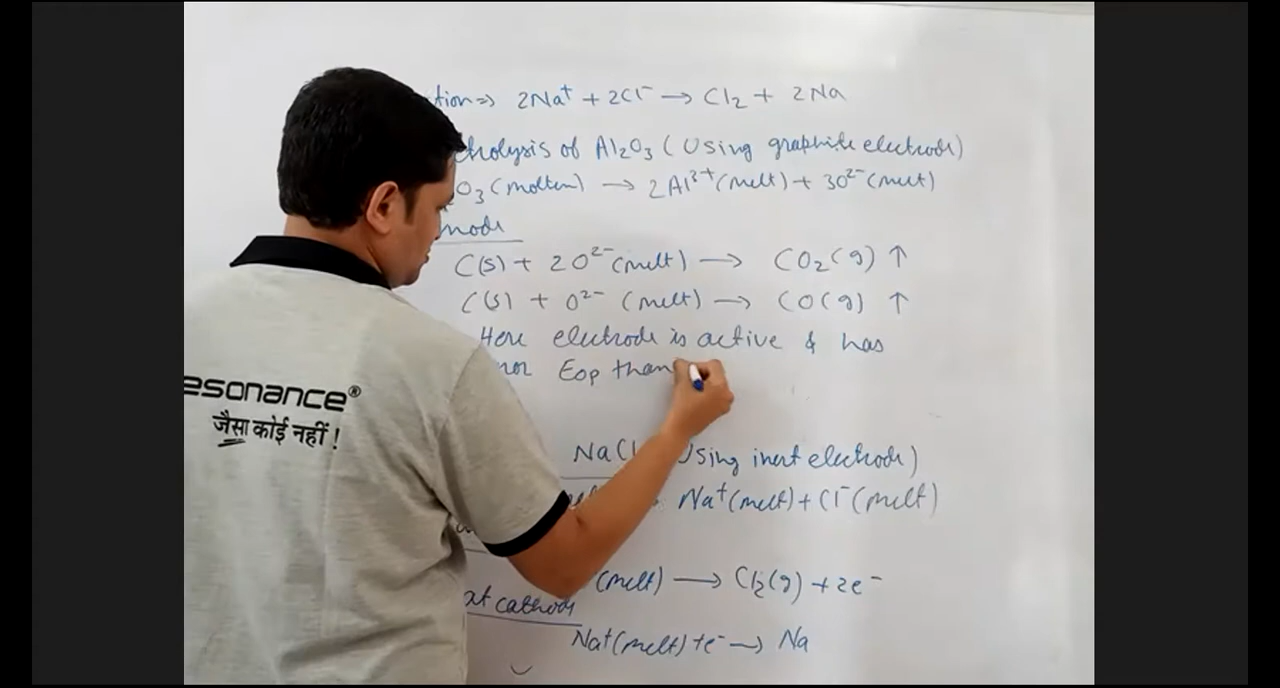 tion⇒ 2Na⁺ + 2Cl⁻ → Cl₂ + 2Na
trolysis of Al₂O₃ (Using graphite electrode)
O₃ (molten) → 2Al³⁺ (melt) + 3O²⁻ (melt)
node
C(s) + 2O²⁻ (melt) → CO₂(g) ↑
C(s) + O²⁻ (melt) → CO(g) ↑
Here electrode is active & has
Eop than
esonance®
जैसा कोई नहीं !
NaCl Using inert electrode)
Na⁺(melt) + Cl⁻(melt)
(melt) → Cl₂(g) + 2e⁻
at cathode
Na⁺(melt) + e⁻ → Na